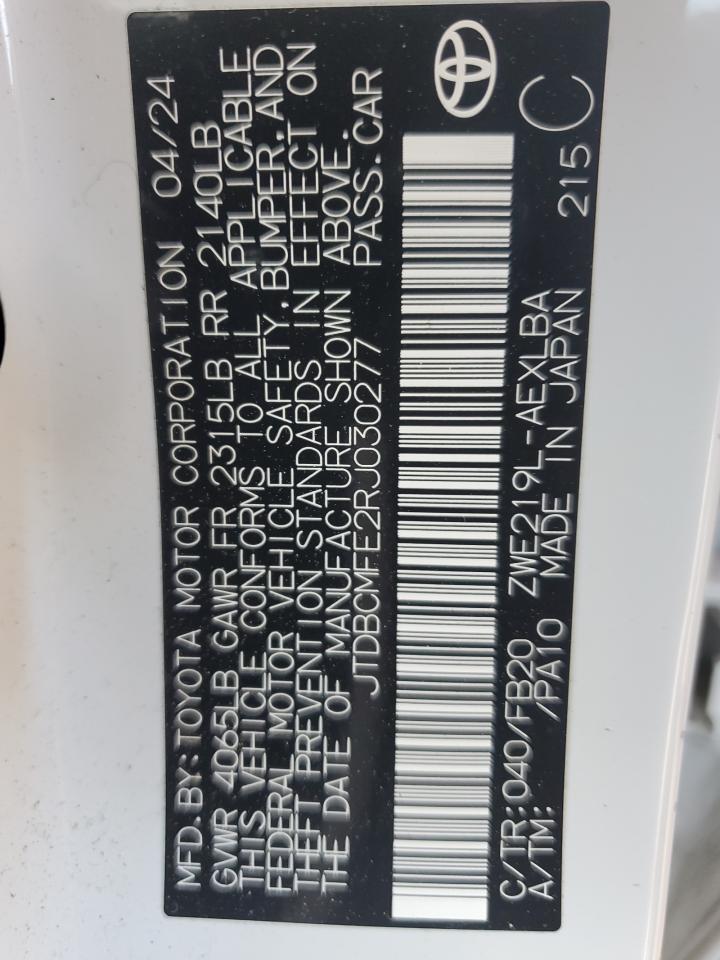 MFD. BY: TOYOTA MOTOR CORPORATION 04/24
GVWR 4065LB GAWR FR 2315LB RR 2140LB
THIS VEHICLE CONFORMS TO ALL APPLICABLE
FEDERAL MOTOR VEHICLE SAFETY, BUMPER, AND
THEFT PREVENTION STANDARDS IN EFFECT ON
THE DATE OF MANUFACTURE SHOWN ABOVE.
JTDBCMFE2RJ030277 PASS. CAR
C/TR: 040/FB20 ZWE219L-AEXLBA
A/TM: /PA10 MADE IN JAPAN 215 C